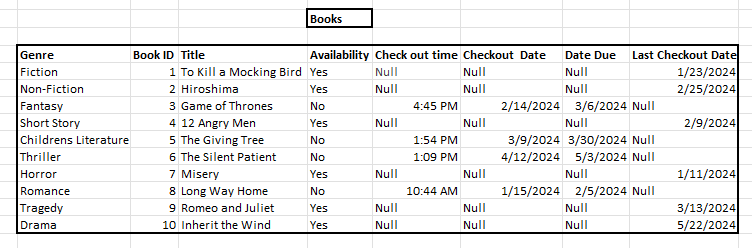 Books
Genre Book ID Title Availability Check out time Checkout Date Date Due Last Checkout Date
Fiction 1 To Kill a Mocking Bird Yes Null Null Null 1/23/2024
Non-Fiction 2 Hiroshima Yes Null Null Null 2/25/2024
Fantasy 3 Game of Thrones No 4:45 PM 2/14/2024 3/6/2024 Null
Short Story 4 12 Angry Men Yes Null Null Null 2/9/2024
Childrens Literature 5 The Giving Tree No 1:54 PM 3/9/2024 3/30/2024 Null
Thriller 6 The Silent Patient No 1:09 PM 4/12/2024 5/3/2024 Null
Horror 7 Misery Yes Null Null Null 1/11/2024
Romance 8 Long Way Home No 10:44 AM 1/15/2024 2/5/2024 Null
Tragedy 9 Romeo and Juliet Yes Null Null Null 3/13/2024
Drama 10 Inherit the Wind Yes Null Null Null 5/22/2024